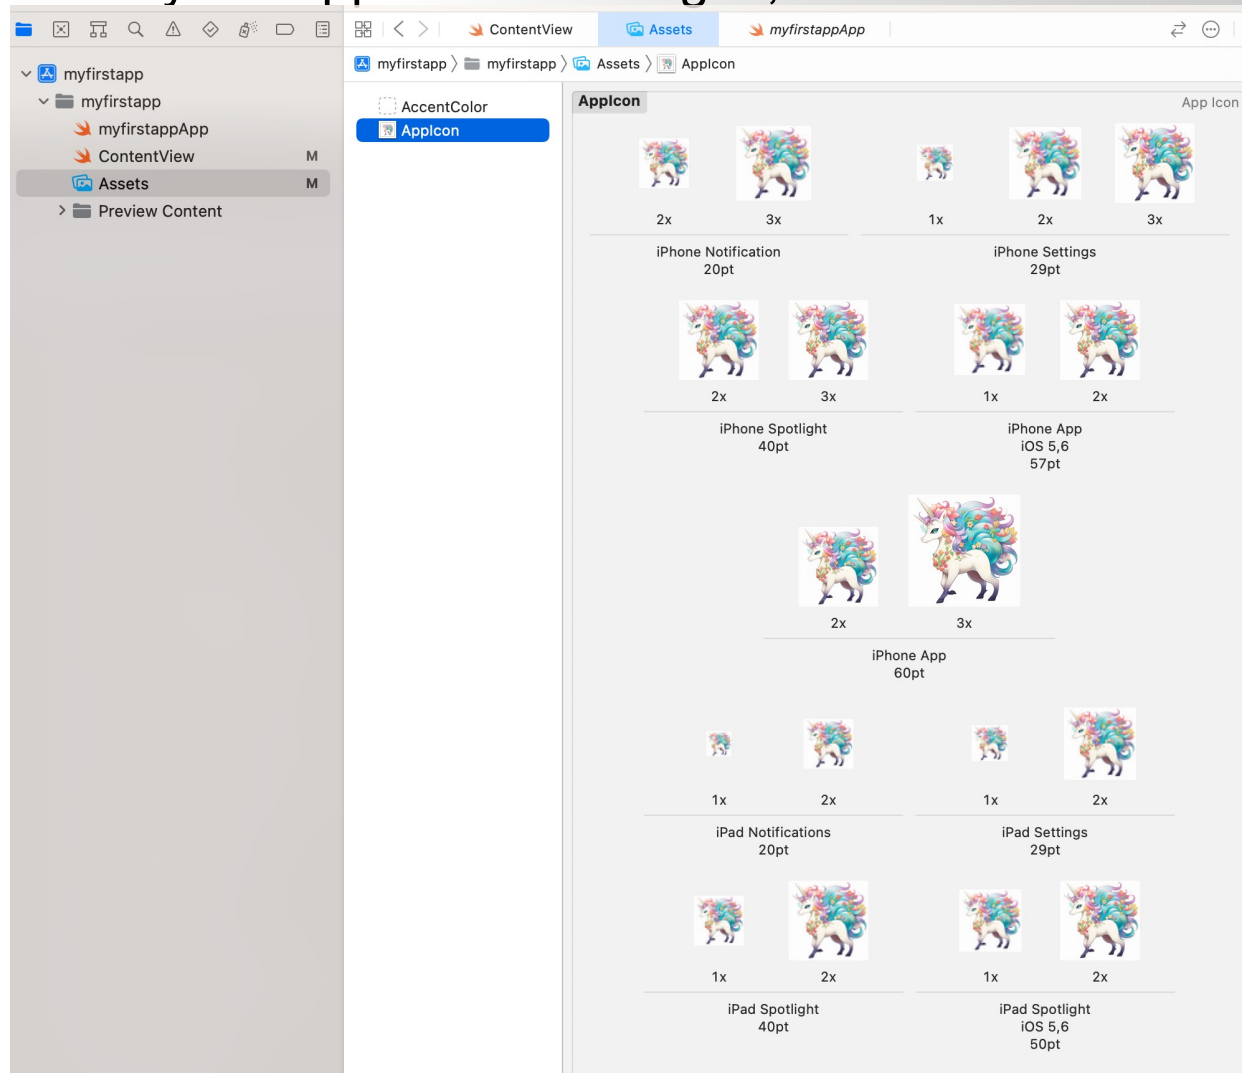 ContentView
Assets
myfirstappApp
myfirstapp
myfirstapp
myfirstappApp
ContentView M
Assets M
Preview Content
myfirstapp
myfirstapp
Assets
AppIcon
AccentColor
AppIcon
AppIcon
App Icon
2x 3x
iPhone Notification
20pt
1x 2x 3x
iPhone Settings
29pt
2x 3x
iPhone Spotlight
40pt
1x 2x
iPhone App
iOS 5,6
57pt
2x 3x
iPhone App
60pt
1x 2x
iPad Notifications
20pt
1x 2x
iPad Settings
29pt
1x 2x
iPad Spotlight
40pt
1x 2x
iPad Spotlight
iOS 5,6
50pt